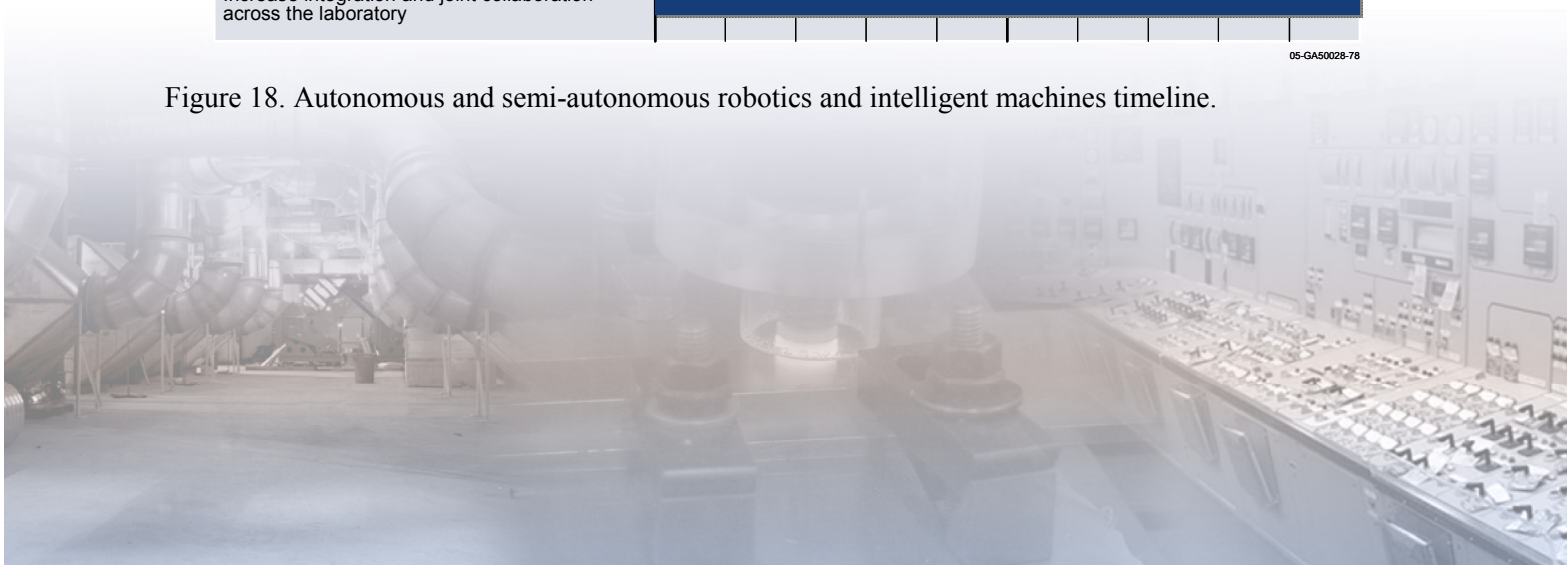 across the laboratory
05-GA50028-78
Figure 18. Autonomous and semi-autonomous robotics and intelligent machines timeline.